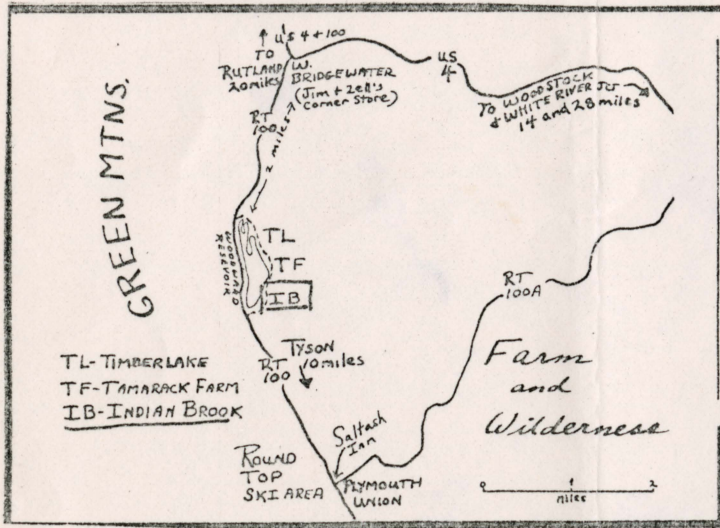 U.S 4 + 100
TO
RUTLAND
20 miles
W.
BRIDGEWATER
(Jim & Zell's
Corner Store)
US
4
TO WOODSTOCK
& WHITE RIVER Jct
14 and 28 miles
RT
100
2 miles
GREEN MTNS.
WOODWARD
RESERVOIR
TL
TF
IB
RT
100A
TL-TIMBERLAKE
TF-TAMARACK FARM
IB-INDIAN BROOK
TYSON
10 miles
RT
100
Farm
and
Wilderness
Saltash
Inn
ROUND
TOP
SKI AREA
PLYMOUTH
UNION
0 1 2
miles